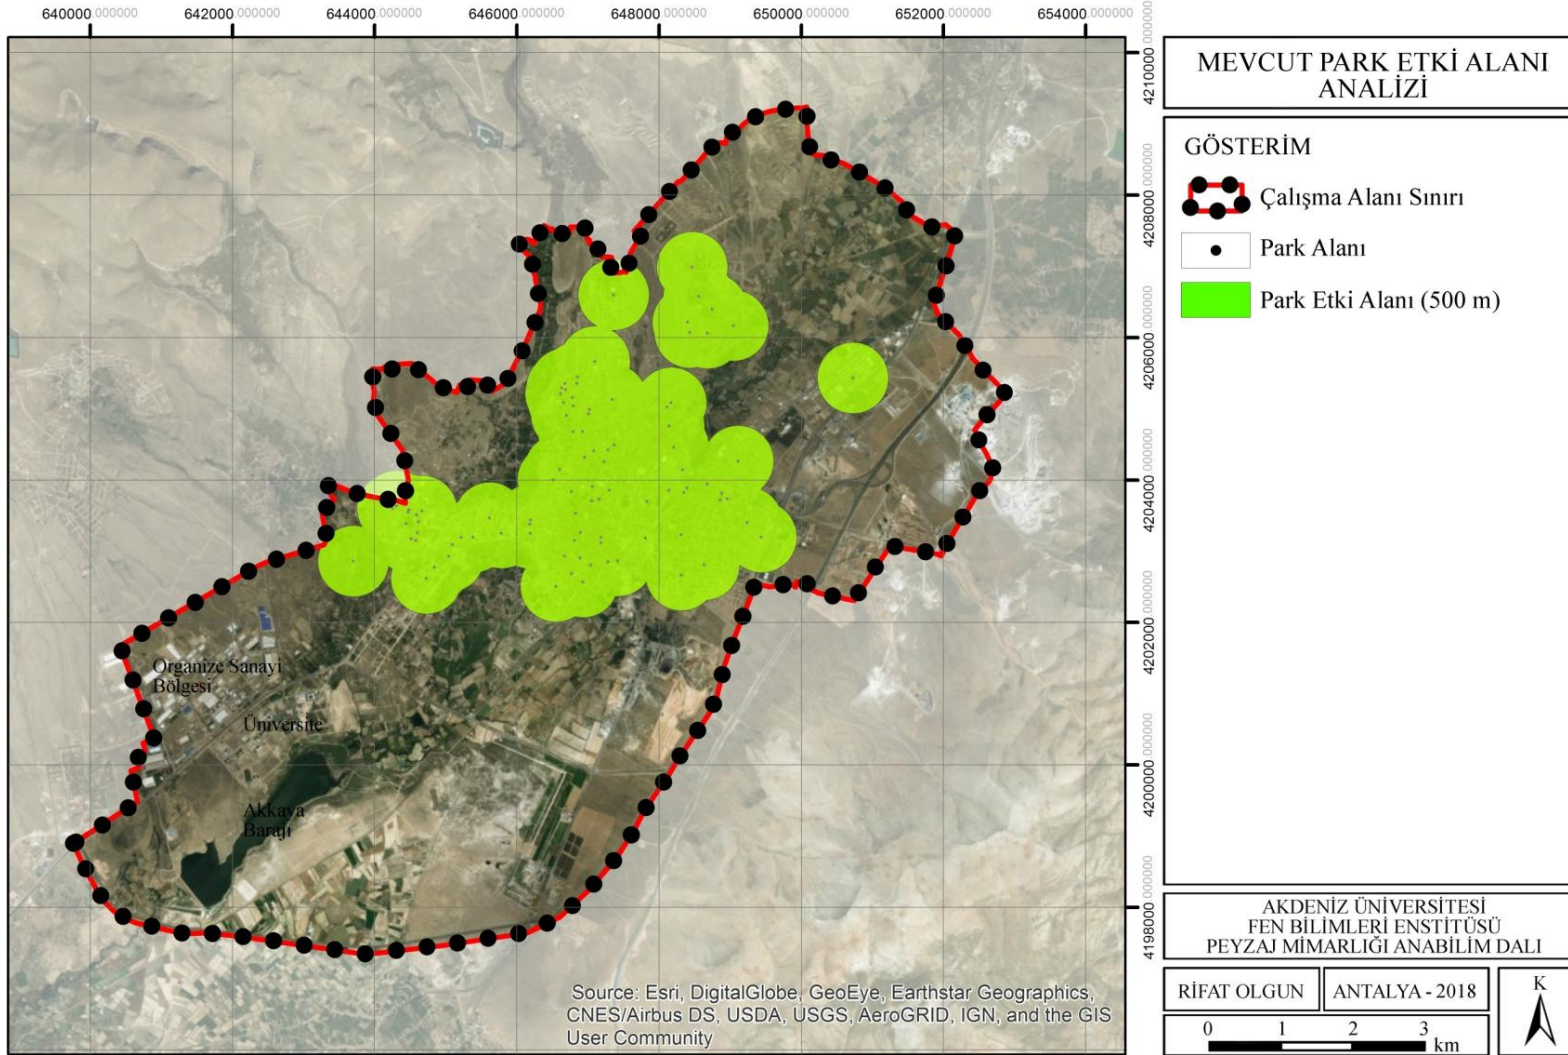 640000.000000 642000.000000 644000.000000 646000.000000 648000.000000 650000.000000 652000.000000 654000.000000
4210000.000000
4208000.000000
4206000.000000
4204000.000000
4202000.000000
4200000.000000
4198000.000000
Organize Sanayi
Bölgesi
Üniversite
Akkaya
Barajı
Source: Esri, DigitalGlobe, GeoEye, Earthstar Geographics,
CNES/Airbus DS, USDA, USGS, AeroGRID, IGN, and the GIS
User Community
MEVCUT PARK ETKİ ALANI
ANALİZİ
GÖSTERİM
Çalışma Alanı Sınırı
Park Alanı
Park Etki Alanı (500 m)
AKDENİZ ÜNİVERSİTESİ
FEN BİLİMLERİ ENSTİTÜSÜ
PEYZAJ MİMARLIĞI ANABİLİM DALI
RİFAT OLGUN
ANTALYA - 2018
0 1 2 3
km
K